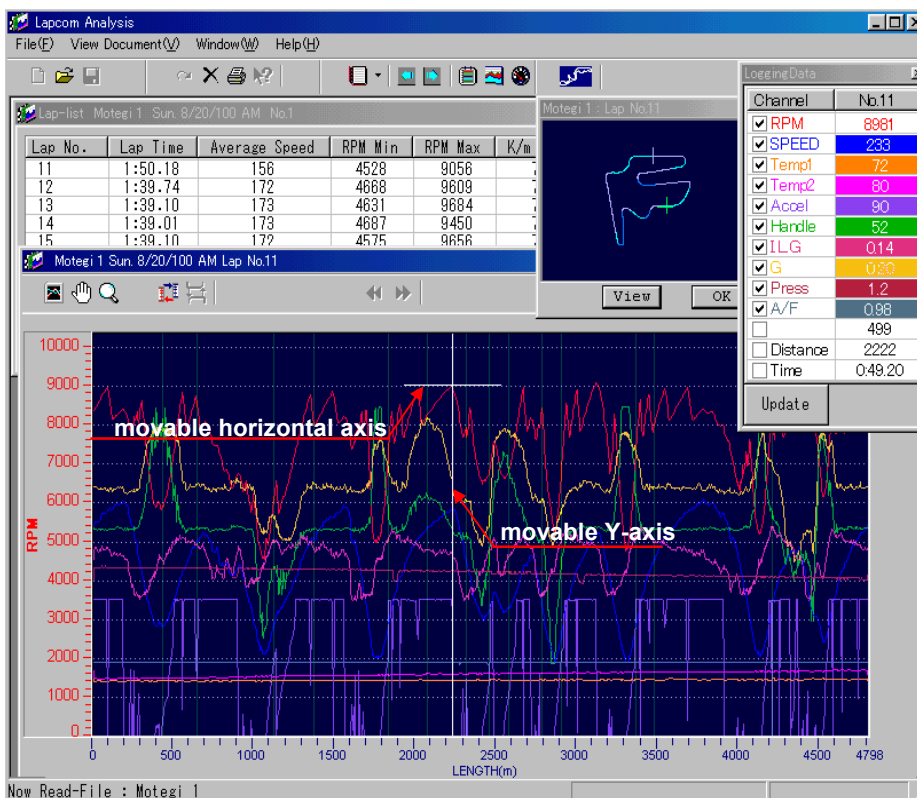 Lapcom Analysis
File(F) View Document(V) Window(W) Help(H)
Lap-list Motegi 1 Sun. 8/20/100 AM No.1
Lap No. Lap Time Average Speed RPM Min RPM Max K/m
11 1:50.18 156 4528 9056
12 1:39.74 172 4668 9609
13 1:39.10 173 4631 9684
14 1:39.01 173 4687 9450
15 1:39.10 172 4575 9656
Motegi 1 : Lap No.11
View OK
LoggingData
Channel No.11
RPM 8981
SPEED 233
Temp1 72
Temp2 80
Accel 90
Handle 52
I.L.G 0.14
G 0.20
Press 1.2
A/F 0.98
499
Distance 2222
Time 0:49.20
Update
Motegi 1 Sun. 8/20/100 AM Lap No.11
10000
9000
8000
movable horizontal axis
7000
6000
movable Y-axis
5000
RPM
4000
3000
2000
1000
0
0 500 1000 1500 2000 2500 3000 3500 4000 4500 4798
LENGTH(m)
Now Read-File : Motegi 1